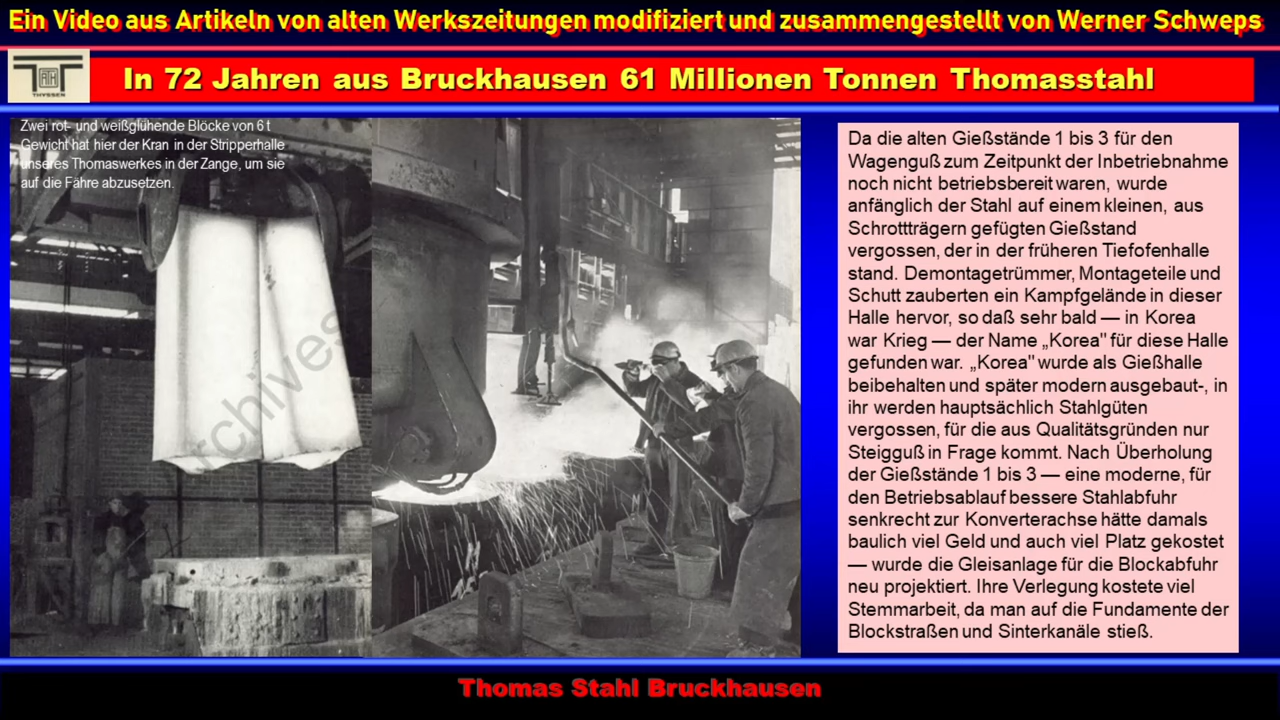 Ein Video aus Artikeln von alten Werkszeitungen modifiziert und zusammengestellt von Werner Schweps
ATH
THYSSEN
In 72 Jahren aus Bruckhausen 61 Millionen Tonnen Thomasstahl
Zwei rot- und weißglühende Blöcke von 6 t
Gewicht hat hier der Kran in der Stripperhalle
unseres Thomaswerkes in der Zange, um sie
auf die Fähre abzusetzen.
archives
Da die alten Gießstände 1 bis 3 für den
Wagenguß zum Zeitpunkt der Inbetriebnahme
noch nicht betriebsbereit waren, wurde
anfänglich der Stahl auf einem kleinen, aus
Schrottträgern gefügten Gießstand
vergossen, der in der früheren Tiefofenhalle
stand. Demontagetrümmer, Montageteile und
Schutt zauberten ein Kampfgelände in dieser
Halle hervor, so daß sehr bald — in Korea
war Krieg — der Name „Korea" für diese Halle
gefunden war. „Korea" wurde als Gießhalle
beibehalten und später modern ausgebaut-, in
ihr werden hauptsächlich Stahlgüten
vergossen, für die aus Qualitätsgründen nur
Steigguß in Frage kommt. Nach Überholung
der Gießstände 1 bis 3 — eine moderne, für
den Betriebsablauf bessere Stahlabfuhr
senkrecht zur Konverterachse hätte damals
baulich viel Geld und auch viel Platz gekostet
— wurde die Gleisanlage für die Blockabfuhr
neu projektiert. Ihre Verlegung kostete viel
Stemmarbeit, da man auf die Fundamente der
Blockstraßen und Sinterkanäle stieß.
Thomas Stahl Bruckhausen